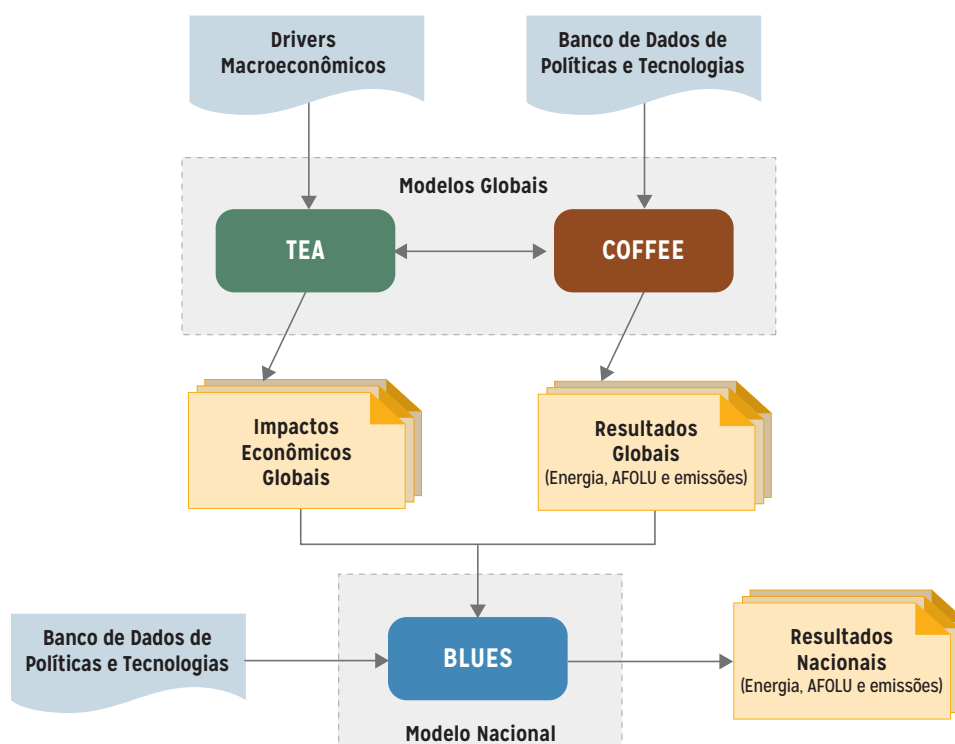 Drivers
Macroeconômicos
Banco de Dados de
Políticas e Tecnologias
Modelos Globais
TEA
COFFEE
Impactos
Econômicos
Globais
Resultados
Globais
(Energia, AFOLU e emissões)
Banco de Dados de
Políticas e Tecnologias
BLUES
Resultados
Nacionais
(Energia, AFOLU e emissões)
Modelo Nacional